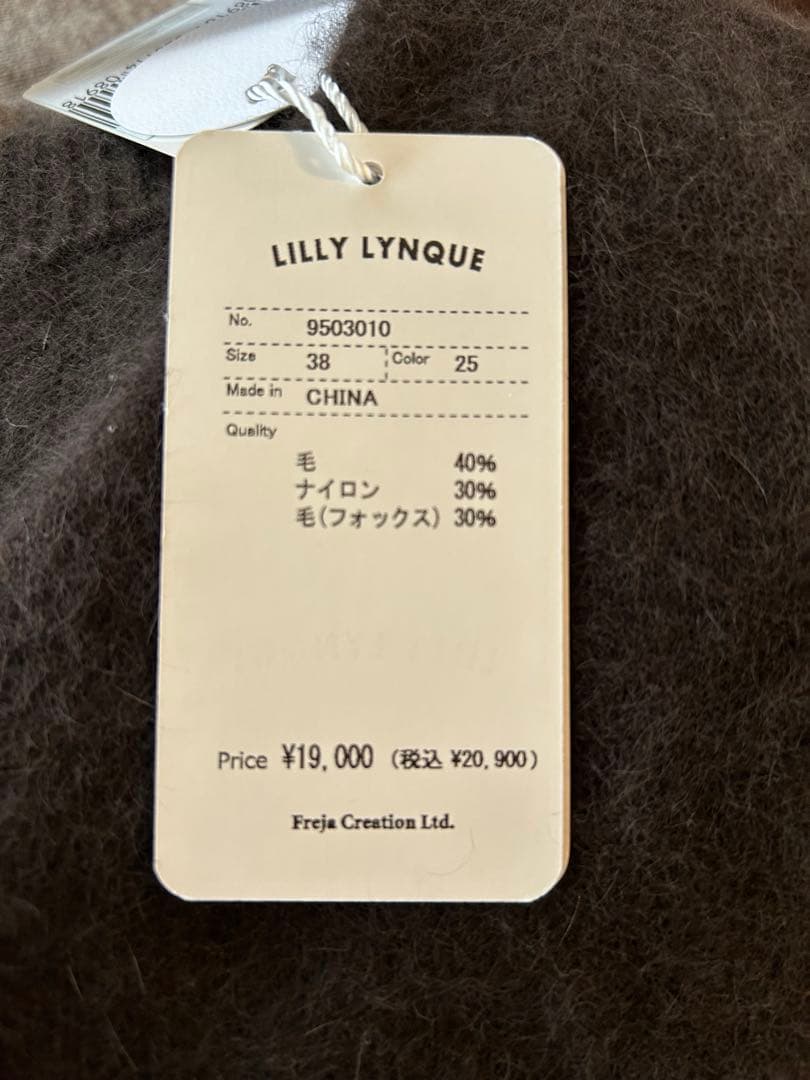 LILLY LYNQUE
No. 9503010
Size 38 Color 25
Made in CHINA
Quality
毛 40%
ナイロン 30%
毛(フォックス) 30%
Price ¥19,000 (税込 ¥20,900)
Freja Creation Ltd.